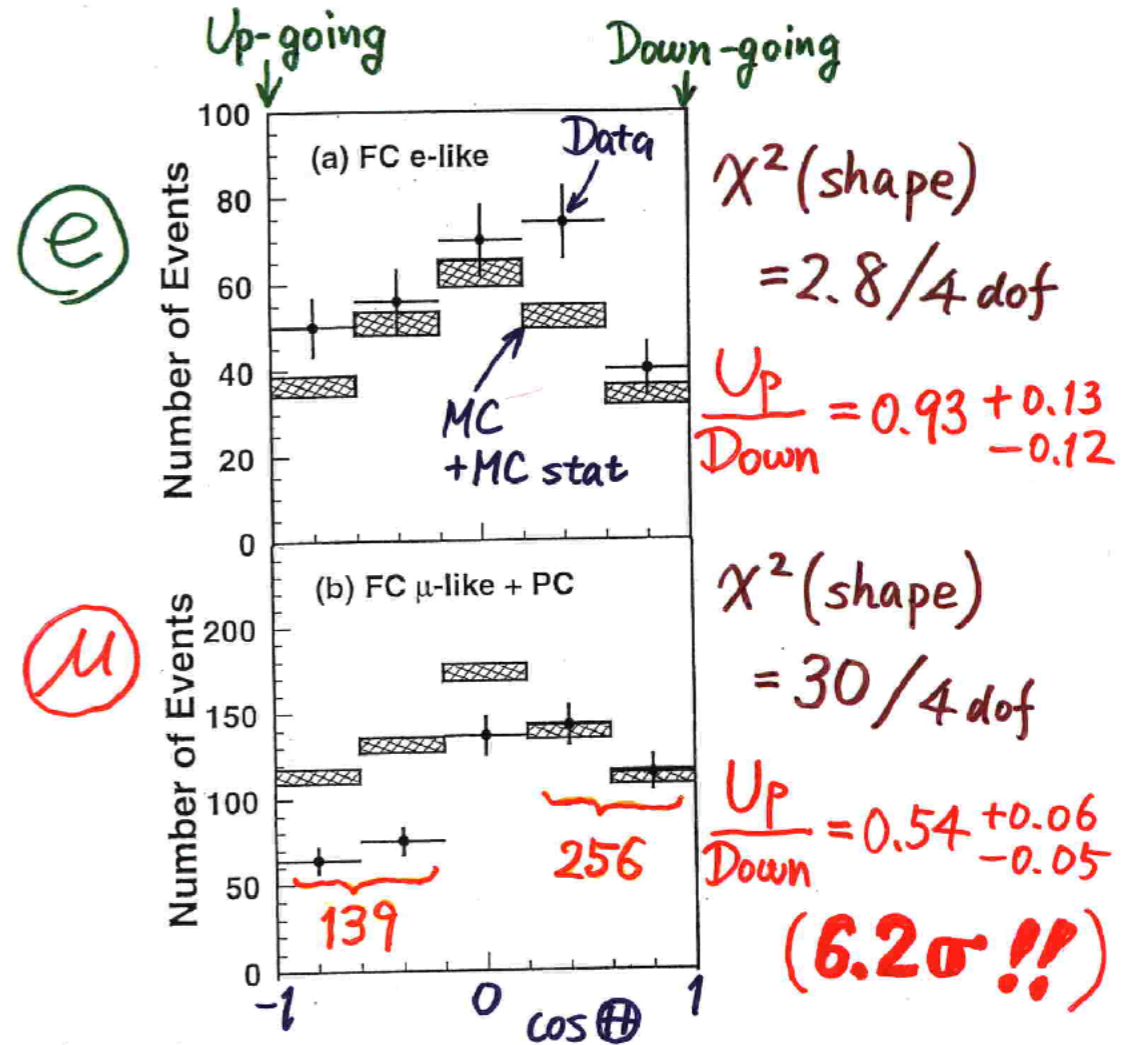 Up-going
Down-going
e
Number of Events
100
80
60
40
20
0
(a) FC e-like
Data
MC
+MC stat
χ² (shape)
= 2.8 / 4 dof
Up
Down
= 0.93 +0.13
-0.12
μ
Number of Events
200
150
100
50
0
(b) FC μ-like + PC
139
256
-1
0
1
cos Θ
χ² (shape)
= 30 / 4 dof
Up
Down
= 0.54 +0.06
-0.05
(6.2σ !!)